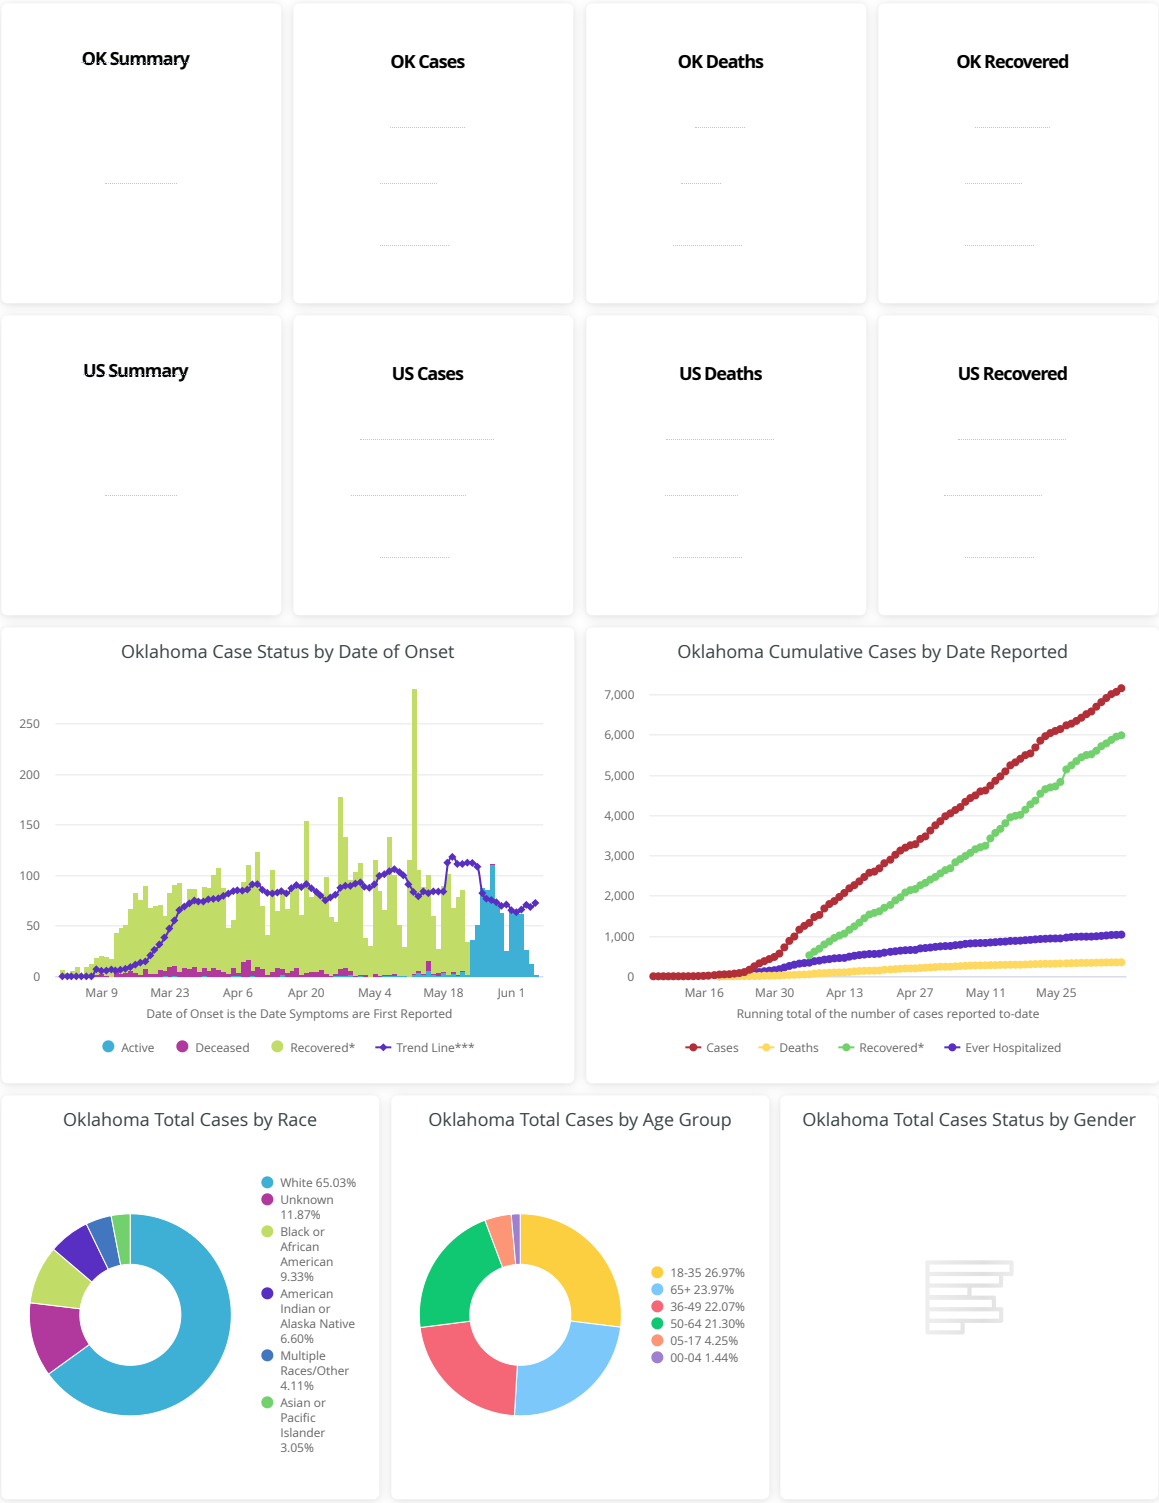 OK Summary
OK Cases
OK Deaths
OK Recovered
US Summary
US Cases
US Deaths
US Recovered
Oklahoma Case Status by Date of Onset
250
200
150
100
50
0
Mar 9 Mar 23 Apr 6 Apr 20 May 4 May 18 Jun 1
Date of Onset is the Date Symptoms are First Reported
Active Deceased Recovered* Trend Line***
Oklahoma Cumulative Cases by Date Reported
7,000
6,000
5,000
4,000
3,000
2,000
1,000
0
Mar 16 Mar 30 Apr 13 Apr 27 May 11 May 25
Running total of the number of cases reported to-date
Cases Deaths Recovered* Ever Hospitalized
Oklahoma Total Cases by Race
White 65.03%
Unknown
11.87%
Black or
African
American
9.33%
American
Indian or
Alaska Native
6.60%
Multiple
Races/Other
4.11%
Asian or
Pacific
Islander
3.05%
Oklahoma Total Cases by Age Group
18-35 26.97%
65+ 23.97%
36-49 22.07%
50-64 21.30%
05-17 4.25%
00-04 1.44%
Oklahoma Total Cases Status by Gender